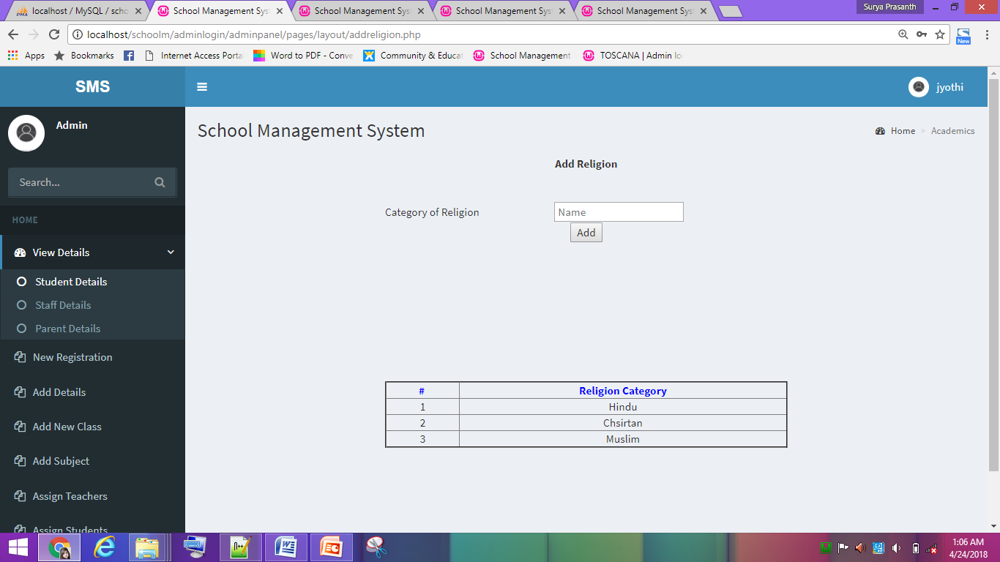 localhost / MySQL / scho
School Management Syst
School Management Syst
School Management Syst
School Management Syst
Surya Prasanth
localhost/schoolm/adminlogin/adminpanel/pages/layout/addreligion.php
New
Apps
Bookmarks
Internet Access Porta
Word to PDF - Conve
Community & Educat
School Management
TOSCANA | Admin lo
SMS
jyothi
Admin
School Management System
Home > Academics
Search...
Add Religion
HOME
Category of Religion
Name
Add
View Details
Student Details
Staff Details
Parent Details
New Registration
Add Details
Add New Class
Add Subject
Assign Teachers
Assign Students
# Religion Category
1 Hindu
2 Chsirtan
3 Muslim
1:06 AM
4/24/2018